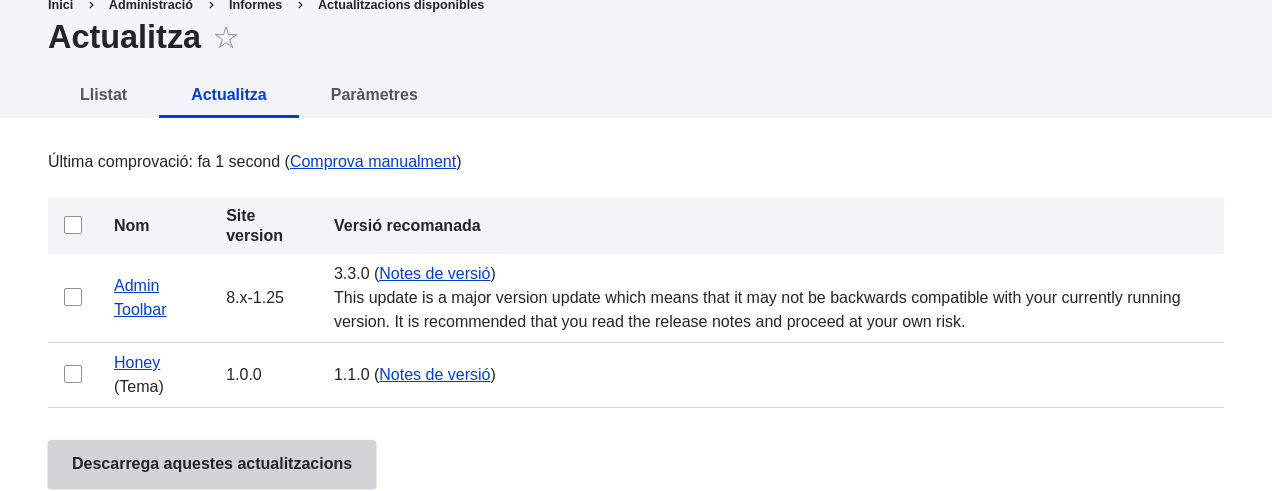 Inici > Administració > Informes > Actualitzacions disponibles
Actualitza ☆
Llistat Actualitza Paràmetres
Última comprovació: fa 1 second (Comprova manualment)
Nom Site version Versió recomanada
Admin Toolbar 8.x-1.25 3.3.0 (Notes de versió)
This update is a major version update which means that it may not be backwards compatible with your currently running
version. It is recommended that you read the release notes and proceed at your own risk.
Honey (Tema) 1.0.0 1.1.0 (Notes de versió)
Descarrega aquestes actualitzacions